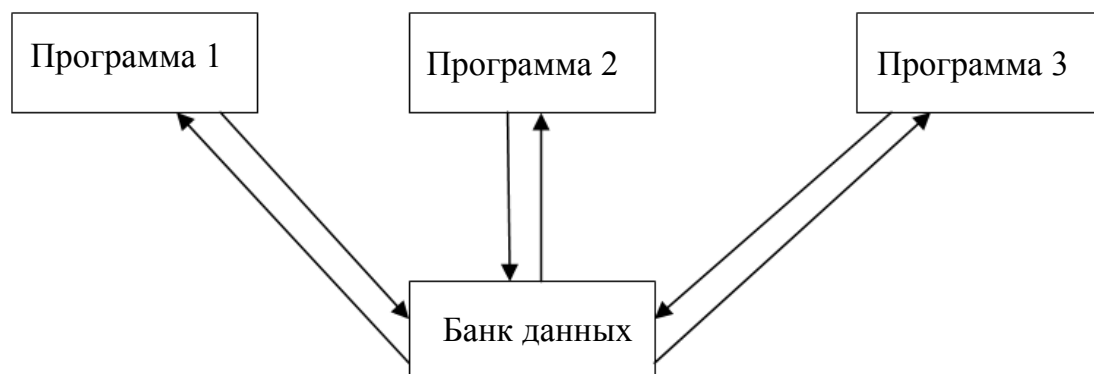 Программа 1
Программа 2
Программа 3
Банк данных